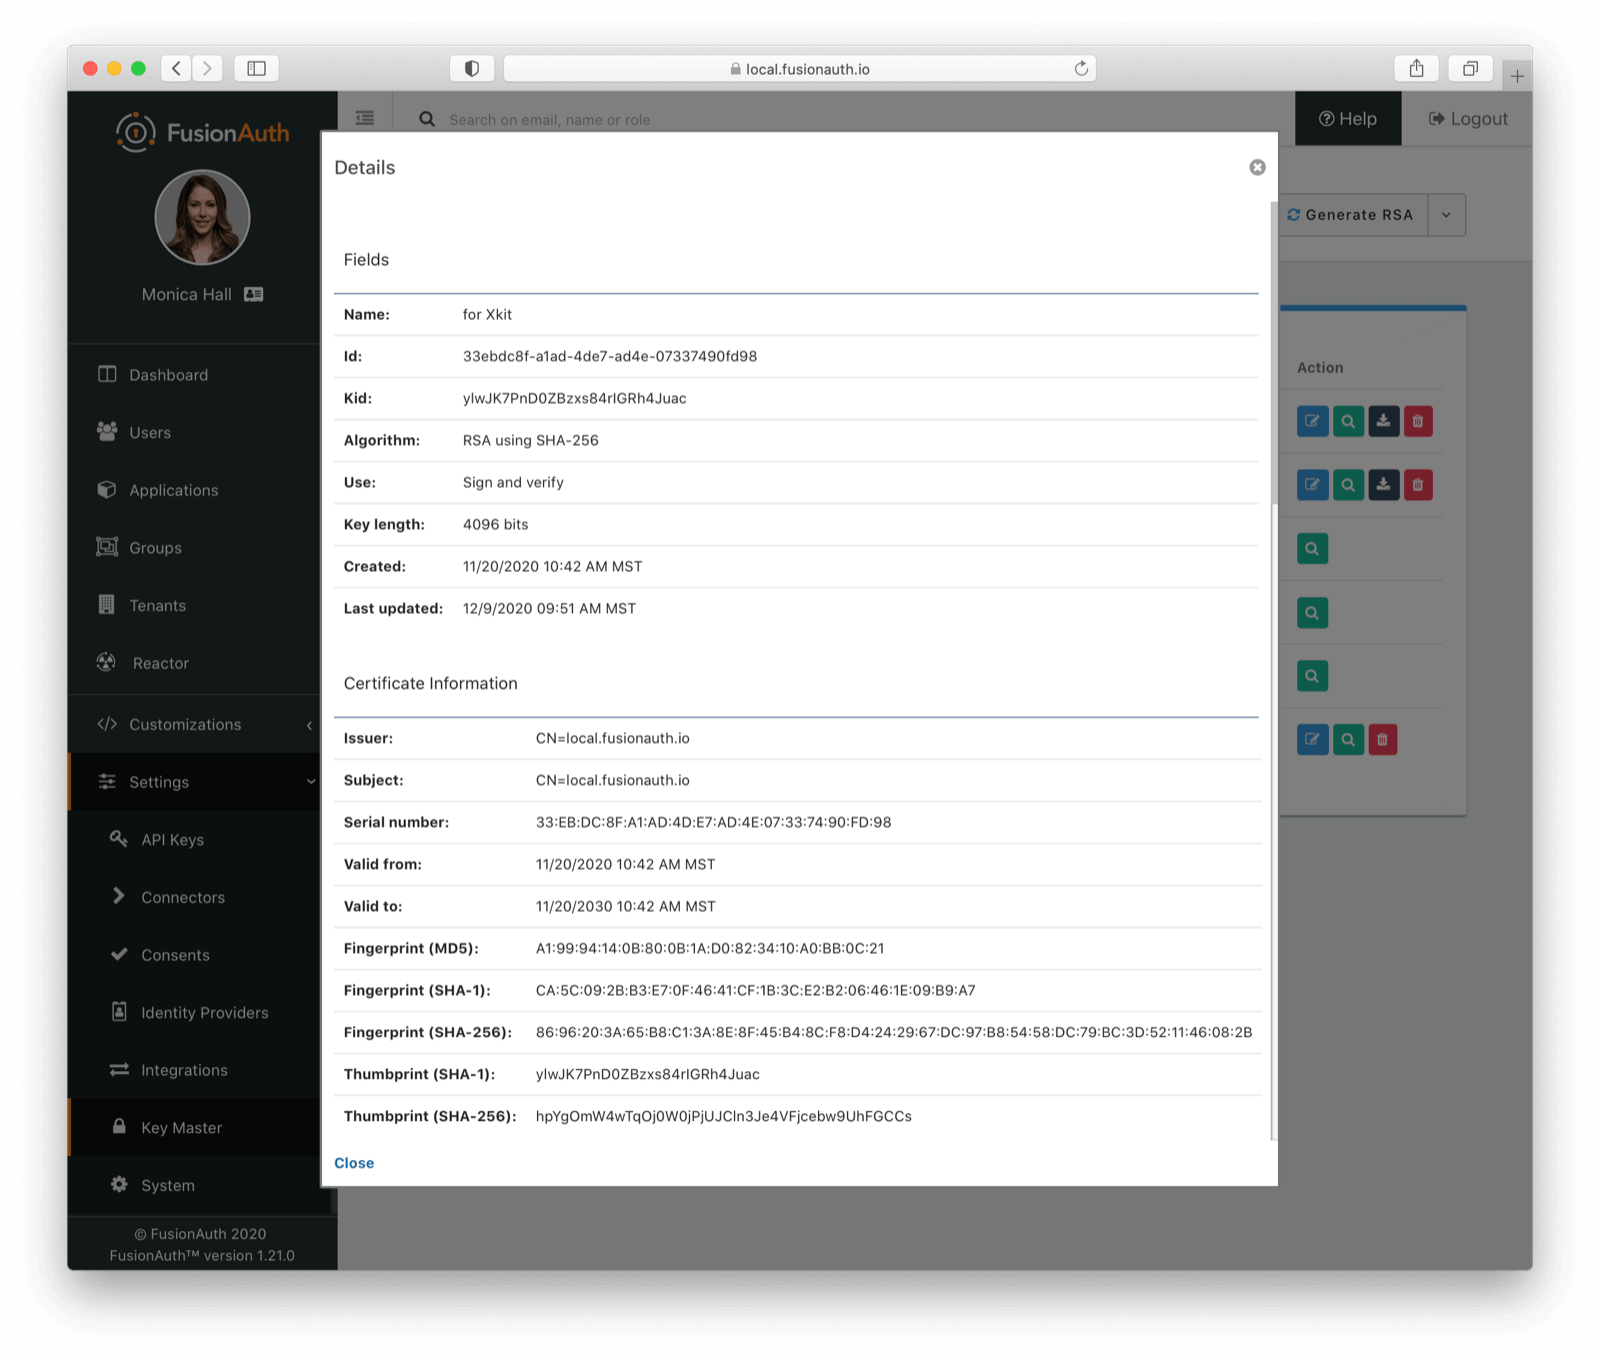 local.fusionauth.io
FusionAuth
Search on email, name or role
Help
Logout
Monica Hall
Generate RSA
Action
Dashboard
Users
Applications
Groups
Tenants
Reactor
Customizations
Settings
API Keys
Connectors
Consents
Identity Providers
Integrations
Key Master
System
© FusionAuth 2020
FusionAuth™ version 1.21.0
Details
Fields
Name: for Xkit
Id: 33ebdc8f-a1ad-4de7-ad4e-07337490fd98
Kid: ylwJK7PnD0ZBzxs84rlGRh4Juac
Algorithm: RSA using SHA-256
Use: Sign and verify
Key length: 4096 bits
Created: 11/20/2020 10:42 AM MST
Last updated: 12/9/2020 09:51 AM MST
Certificate Information
Issuer: CN=local.fusionauth.io
Subject: CN=local.fusionauth.io
Serial number: 33:EB:DC:8F:A1:AD:4D:E7:AD:4E:07:33:74:90:FD:98
Valid from: 11/20/2020 10:42 AM MST
Valid to: 11/20/2030 10:42 AM MST
Fingerprint (MD5): A1:99:94:14:0B:80:0B:1A:D0:82:34:10:A0:BB:0C:21
Fingerprint (SHA-1): CA:5C:09:2B:B3:E7:0F:46:41:CF:1B:3C:E2:B2:06:46:1E:09:B9:A7
Fingerprint (SHA-256): 86:96:20:3A:65:B8:C1:3A:8E:8F:45:B4:8C:F8:D4:24:29:67:DC:97:B8:54:58:DC:79:BC:3D:52:11:46:08:2B
Thumbprint (SHA-1): ylwJK7PnD0ZBzxs84rlGRh4Juac
Thumbprint (SHA-256): hpYgOmW4wTqOj0W0jPjUJCln3Je4VFjcebw9UhFGCCs
Close